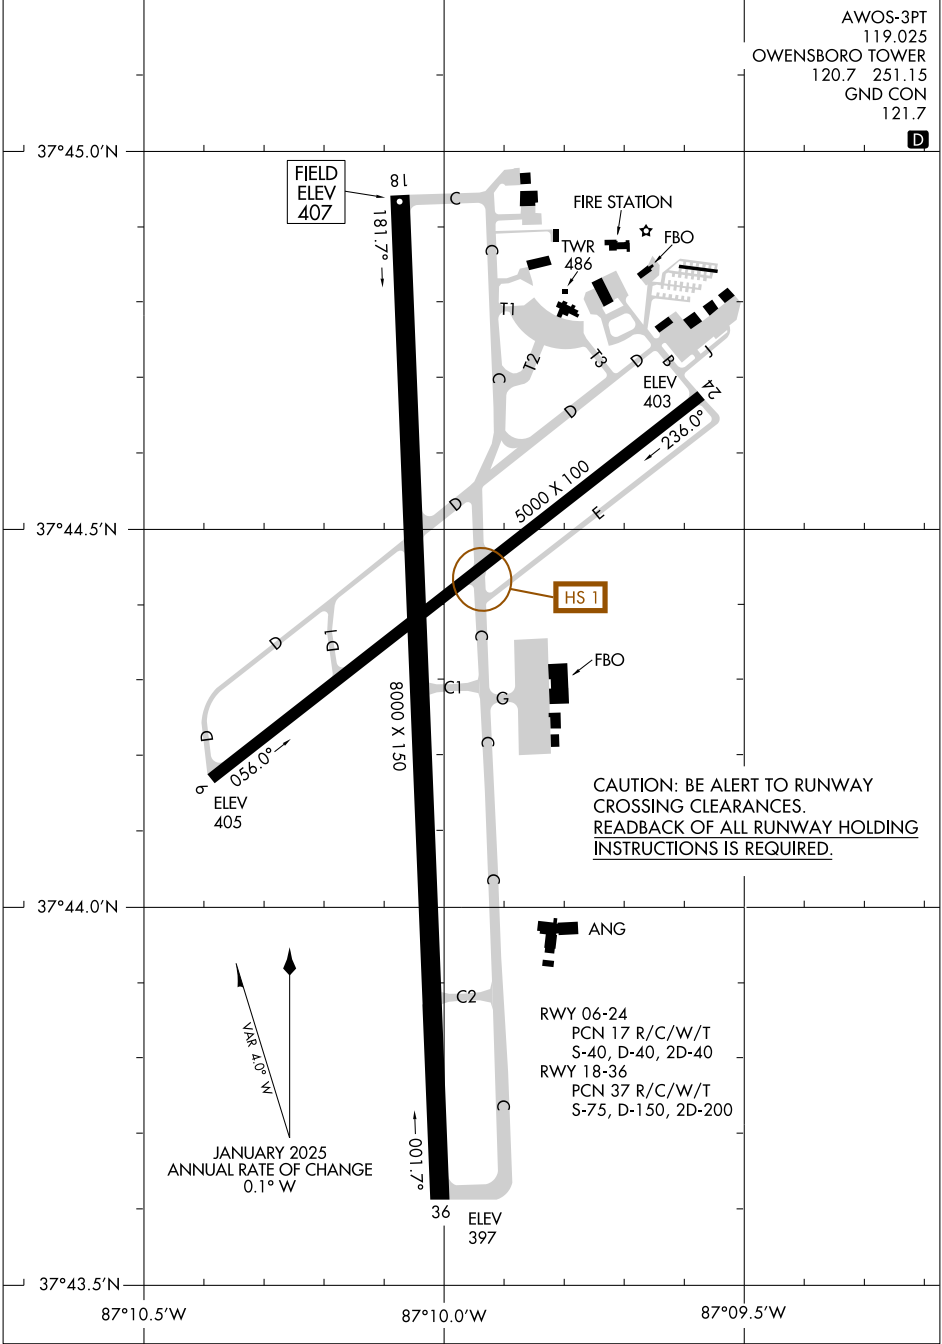 AWOS-3PT
119.025
OWENSBORO TOWER
120.7 251.15
GND CON
121.7
D
37°45.0'N
FIELD
ELEV
407
18
181.7°
C
FIRE STATION
TWR
486
FBO
C
T1
C
T2
T3
D
B
J
ELEV
403
24
236.0°
D
5000 X 100
D
E
37°44.5'N
HS 1
C
D
D1
FBO
C1
G
8000 X 150
C
D
056.0°
6
ELEV
405
CAUTION: BE ALERT TO RUNWAY
CROSSING CLEARANCES.
READBACK OF ALL RUNWAY HOLDING
INSTRUCTIONS IS REQUIRED.
C
37°44.0'N
ANG
C2
RWY 06-24
PCN 17 R/C/W/T
S-40, D-40, 2D-40
RWY 18-36
PCN 37 R/C/W/T
S-75, D-150, 2D-200
VAR 4.0° W
C
JANUARY 2025
ANNUAL RATE OF CHANGE
0.1° W
001.7°
36
ELEV
397
37°43.5'N
87°10.5'W
87°10.0'W
87°09.5'W